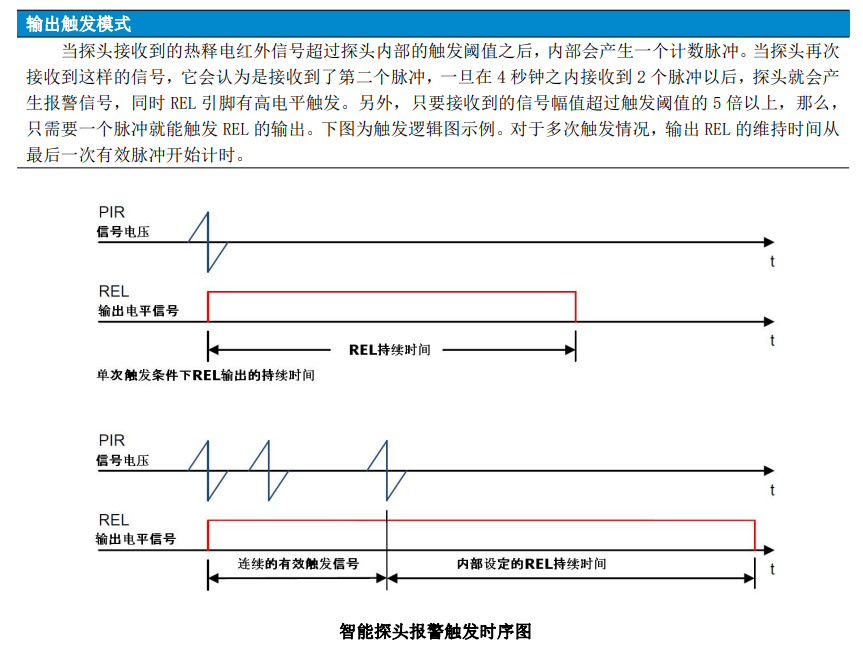 输出触发模式
当探头接收到的热释电红外信号超过探头内部的触发阈值之后，内部会产生一个计数脉冲。当探头再次
接收到这样的信号，它会认为是接收到了第二个脉冲，一旦在 4 秒钟之内接收到 2 个脉冲以后，探头就会产
生报警信号，同时 REL 引脚有高电平触发。另外，只要接收到的信号幅值超过触发阈值的 5 倍以上，那么，
只需要一个脉冲就能触发 REL 的输出。下图为触发逻辑图示例。对于多次触发情况，输出 REL 的维持时间从
最后一次有效脉冲开始计时。
PIR
信号电压
t
REL
输出电平信号
t
REL持续时间
单次触发条件下REL输出的持续时间
PIR
信号电压
t
REL
输出电平信号
t
连续的有效触发信号 内部设定的REL持续时间
智能探头报警触发时序图